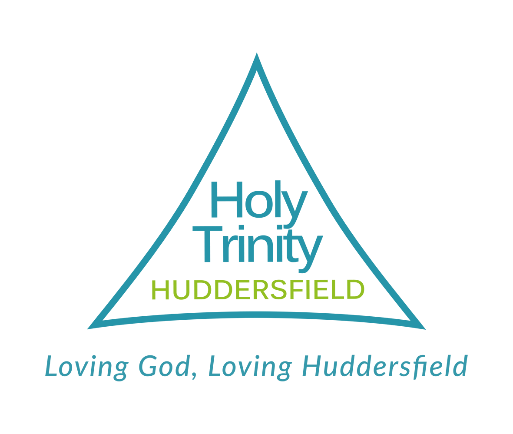 Holy
Trinity
HUDDERSFIELD
Loving God, Loving Huddersfield